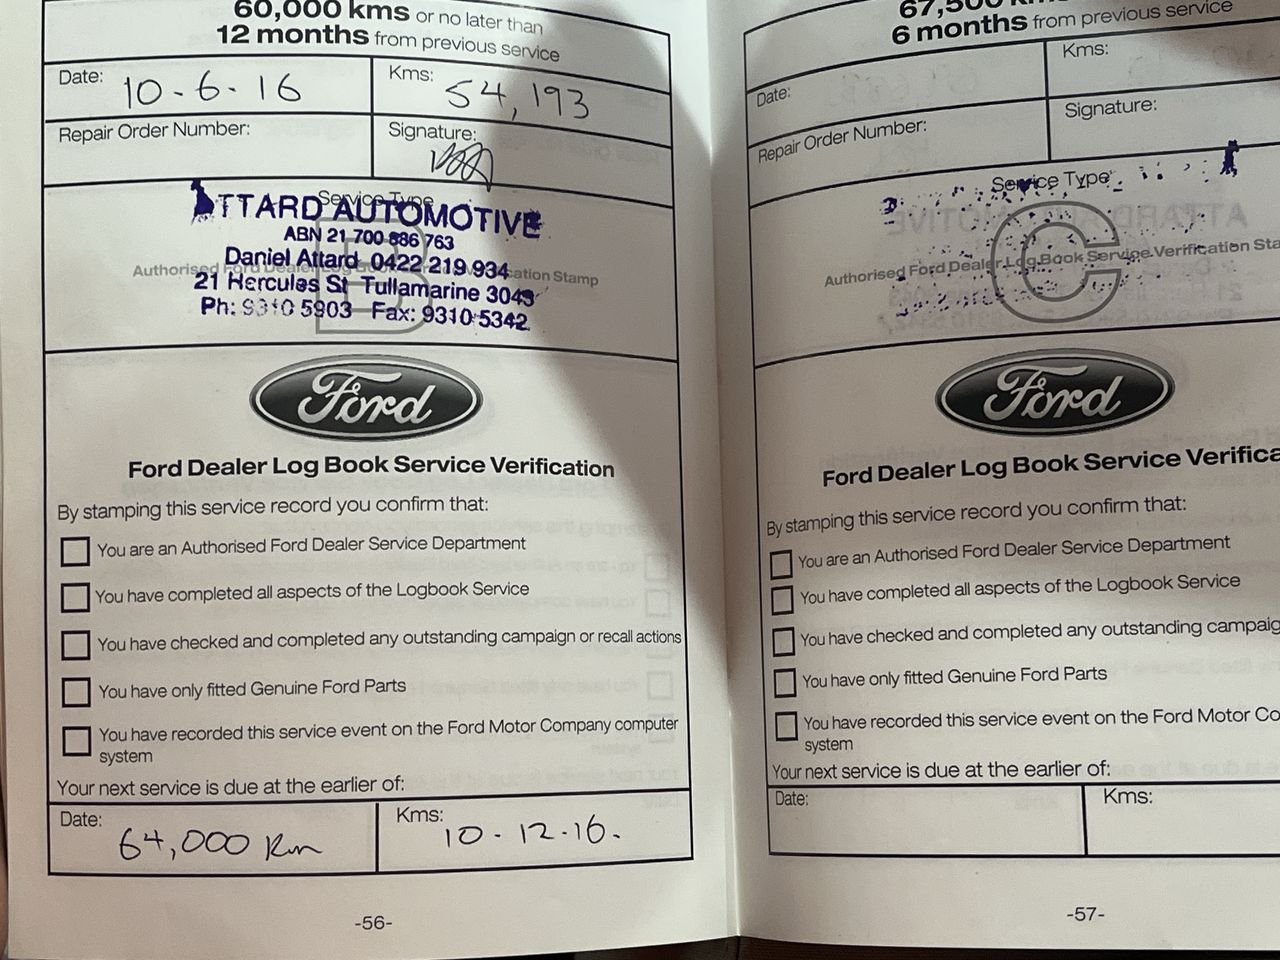 60,000 kms or no later than
12 months from previous service
Date: 10-6-16 Kms: 54,193
Repair Order Number: Signature:
Service Type
ATTARD AUTOMOTIVE
B
ABN 21 700 886 763
Daniel Attard 0422 219 934
Authorised Ford Dealer Log Book Service Verification Stamp
21 Hercules St Tullamarine 3043
Ph: 9310 5903 Fax: 9310 5342
Ford
Ford Dealer Log Book Service Verification
By stamping this service record you confirm that:
You are an Authorised Ford Dealer Service Department
You have completed all aspects of the Logbook Service
You have checked and completed any outstanding campaign or recall actions
You have only fitted Genuine Ford Parts
You have recorded this service event on the Ford Motor Company computer
system
Your next service is due at the earlier of:
Date: 64,000 Km Kms: 10-12-16.
-56-
67,500 kms
6 months from previous service
Date: Kms:
Repair Order Number: Signature:
Service Type
C
Authorised Ford Dealer Log Book Service Verification Sta
Ford
Ford Dealer Log Book Service Verifica
By stamping this service record you confirm that:
You are an Authorised Ford Dealer Service Department
You have completed all aspects of the Logbook Service
You have checked and completed any outstanding campaig
You have only fitted Genuine Ford Parts
You have recorded this service event on the Ford Motor Co
system
Your next service is due at the earlier of:
Date: Kms:
-57-